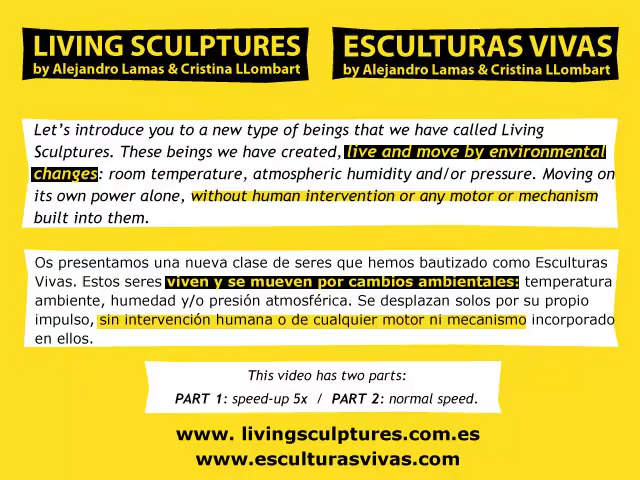 LIVING SCULPTURES
by Alejandro Lamas & Cristina LLombart
ESCULTURAS VIVAS
by Alejandro Lamas & Cristina LLombart
Let's introduce you to a new type of beings that we have called Living
Sculptures. These beings we have created, live and move by environmental
changes: room temperature, atmospheric humidity and/or pressure. Moving on
its own power alone, without human intervention or any motor or mechanism
built into them.
Os presentamos una nueva clase de seres que hemos bautizado como Esculturas
Vivas. Estos seres viven y se mueven por cambios ambientales: temperatura
ambiente, humedad y/o presión atmosférica. Se desplazan solos por su propio
impulso, sin intervención humana o de cualquier motor ni mecanismo incorporado
en ellos.
This video has two parts:
PART 1: speed-up 5x / PART 2: normal speed.
www. livingsculptures.com.es
www.esculturasvivas.com